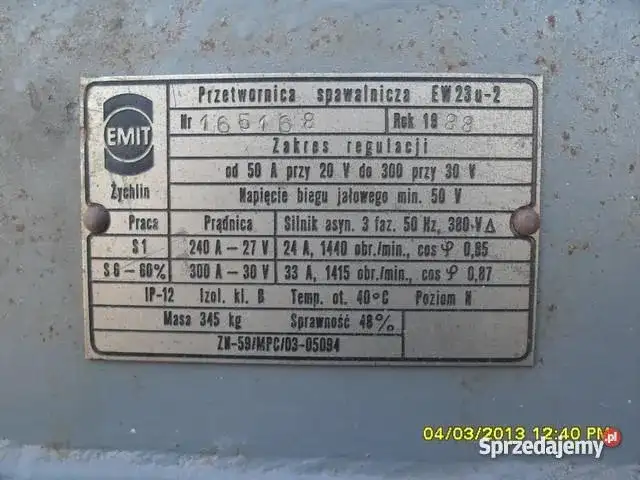 Przetwornica spawalnicza EW23u-2
EMIT
Żychlin
Nr 165168 Rok 1988
Zakres regulacji
od 50 A przy 20 V do 300 przy 30 V
Napięcie biegu jałowego min. 50 V
Praca Prądnica Silnik asyn. 3 faz. 50 Hz, 380 V Δ
S1 240 A – 27 V 24 A, 1440 obr./min., cos φ 0,85
S6 – 60% 300 A – 30 V 33 A, 1415 obr./min., cos φ 0,87
IP-12 Izol. kl. B Temp. ot. 40°C Poziom N
Masa 345 kg Sprawność 48%
ZN-59/MPC/03-05094
04/03/2013 12:40 PM
Sprzedajemy.pl